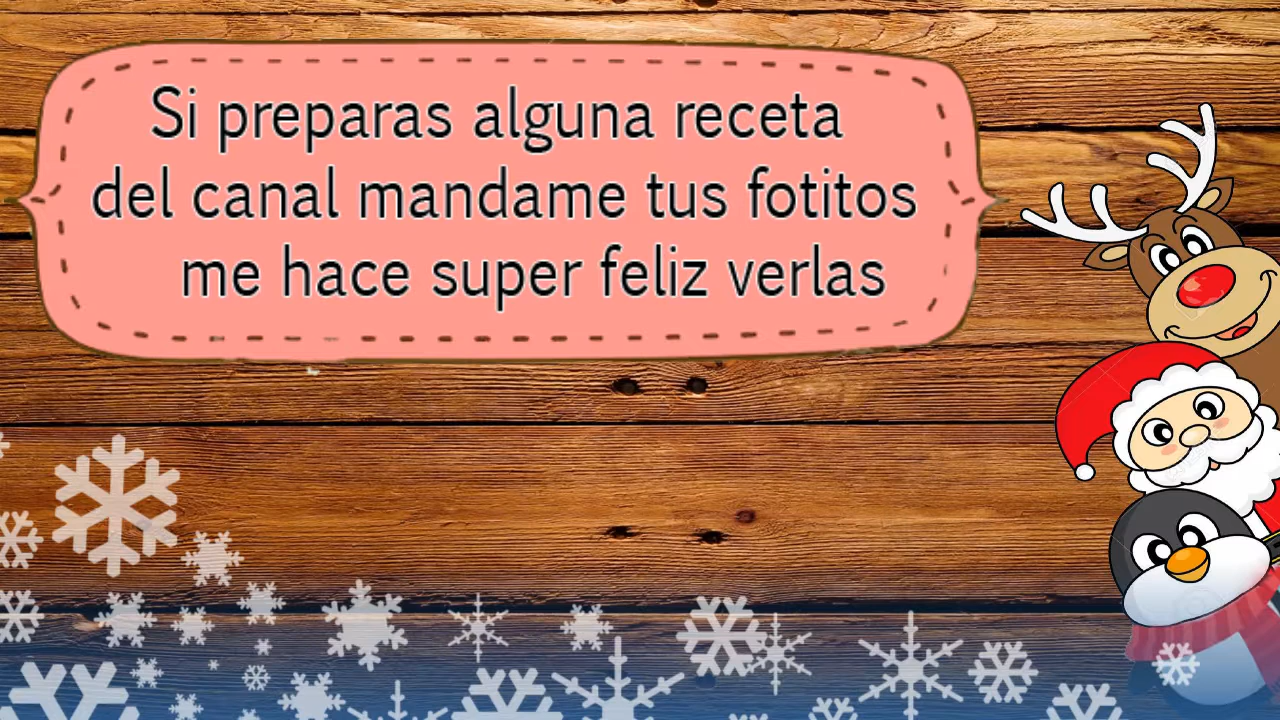 Si preparas alguna receta
del canal mandame tus fotitos
me hace super feliz verlas